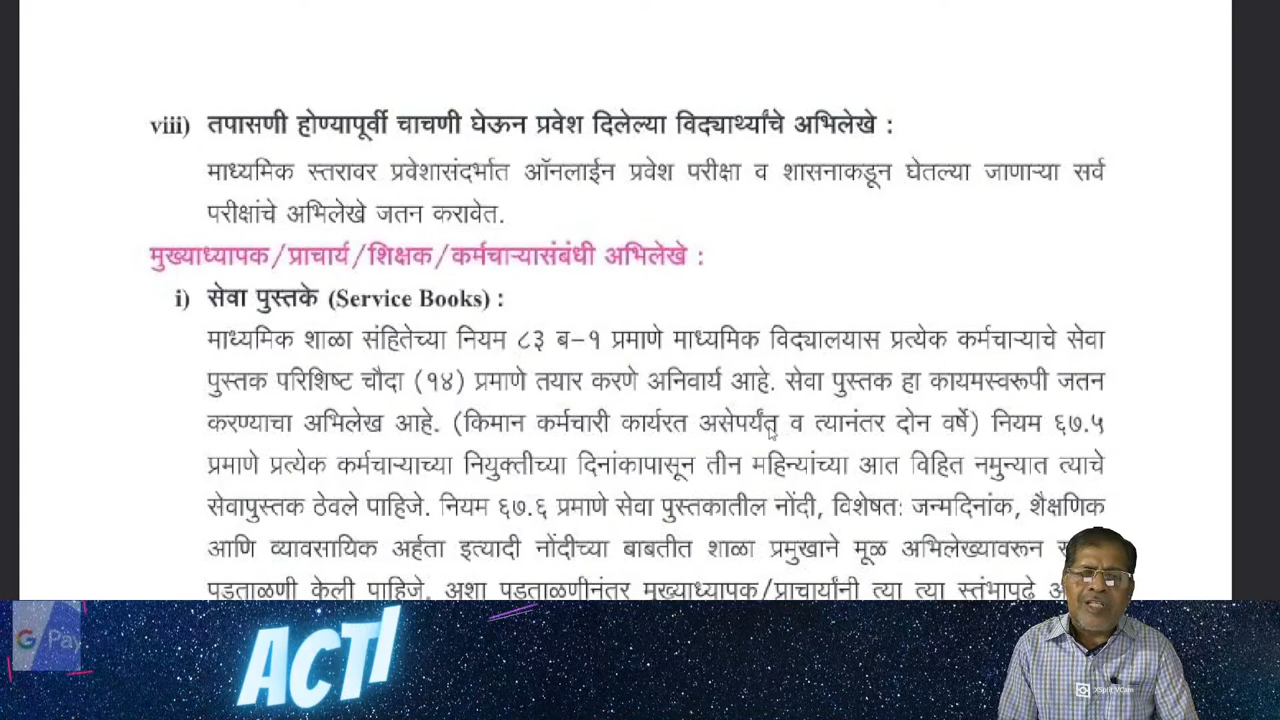 viii) तपासणी होण्यापूर्वी चाचणी घेऊन प्रवेश दिलेल्या विद्यार्थ्यांचे अभिलेखे :
माध्यमिक स्तरावर प्रवेशासंदर्भात ऑनलाईन प्रवेश परीक्षा व शासनाकडून घेतल्या जाणाऱ्या सर्व
परीक्षांचे अभिलेखे जतन करावेत.
मुख्याध्यापक/प्राचार्य/शिक्षक/कर्मचाऱ्यासंबंधी अभिलेखे :
i) सेवा पुस्तके (Service Books) :
माध्यमिक शाळा संहितेच्या नियम ८३ ब-१ प्रमाणे माध्यमिक विद्यालयास प्रत्येक कर्मचाऱ्याचे सेवा
पुस्तक परिशिष्ट चौदा (१४) प्रमाणे तयार करणे अनिवार्य आहे. सेवा पुस्तक हा कायमस्वरूपी जतन
करण्याचा अभिलेख आहे. (किमान कर्मचारी कार्यरत असेपर्यंत व त्यानंतर दोन वर्षे) नियम ६७.५
प्रमाणे प्रत्येक कर्मचाऱ्याच्या नियुक्तीच्या दिनांकापासून तीन महिन्यांच्या आत विहित नमुन्यात त्याचे
सेवापुस्तक ठेवले पाहिजे. नियम ६७.६ प्रमाणे सेवा पुस्तकातील नोंदी, विशेषतः जन्मदिनांक, शैक्षणिक
आणि व्यावसायिक अर्हता इत्यादी नोंदीच्या बाबतीत शाळा प्रमुखाने मूळ अभिलेख्यावरून
पडताळणी केली पाहिजे. अशा पडताळणीनंतर मुख्याध्यापक/प्राचार्यांनी त्या त्या स्तंभापुढे
G Pay
ACTI
XSplit VCam